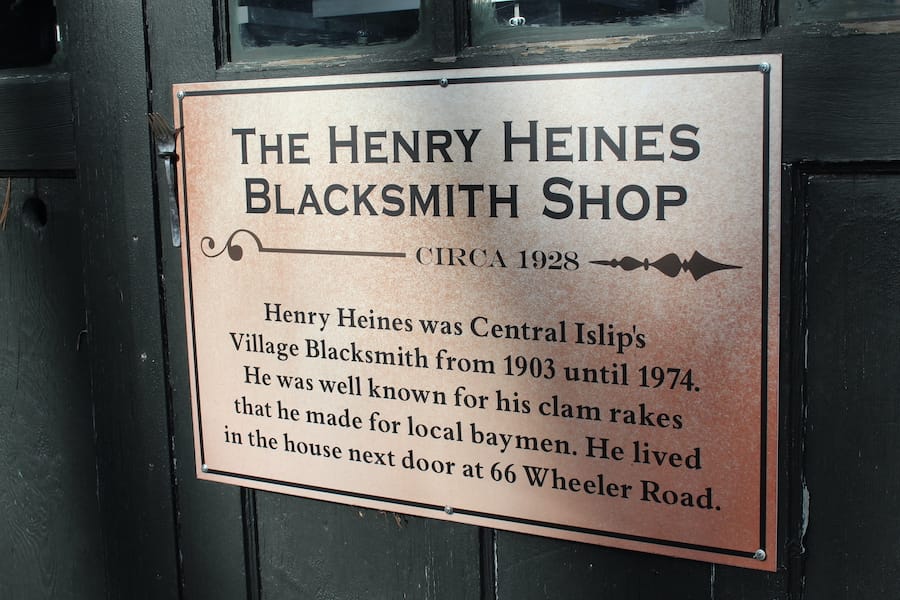 The Henry Heines
Blacksmith Shop
CIRCA 1928
Henry Heines was Central Islip's
Village Blacksmith from 1903 until 1974.
He was well known for his clam rakes
that he made for local baymen. He lived
in the house next door at 66 Wheeler Road.